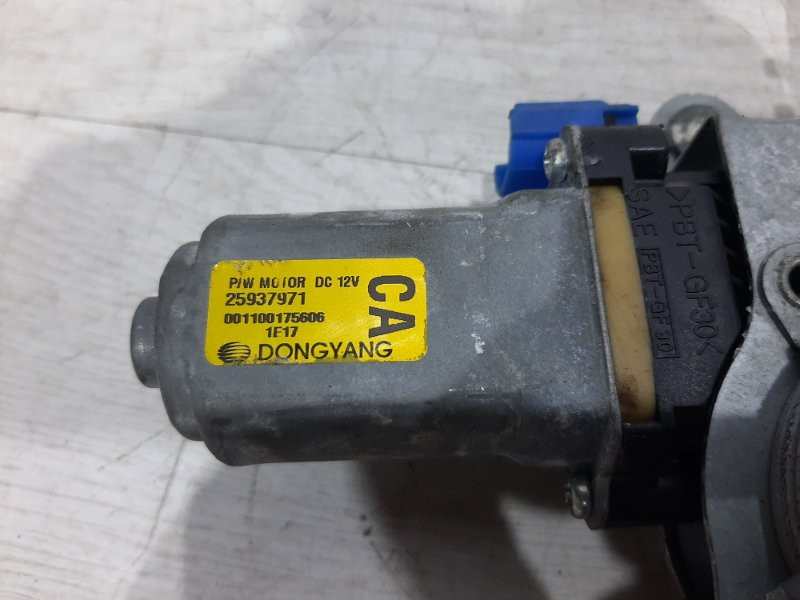 P/W MOTOR DC 12V
25937971
001100175606
1F17
DONGYANG
CA
SAE PBT-GF30
>PBT-GF30<